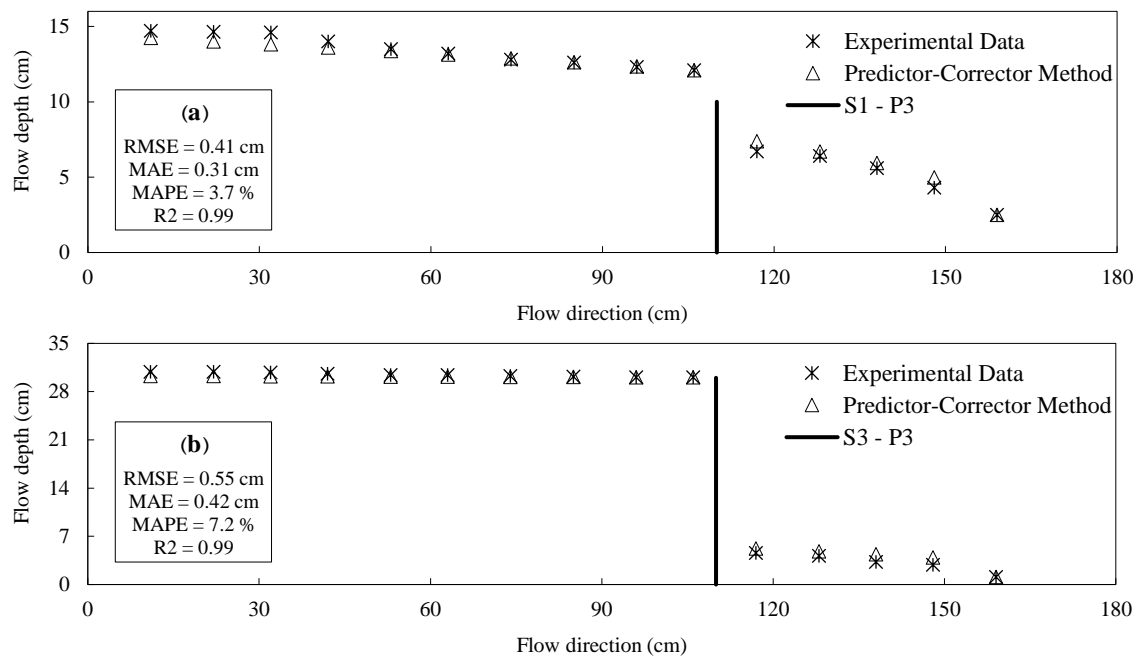 15
10
5
0
Flow depth (cm)
(a)
RMSE = 0.41 cm
MAE = 0.31 cm
MAPE = 3.7 %
R2 = 0.99
Experimental Data
Predictor-Corrector Method
S1 - P3
0 30 60 90 120 150 180
Flow direction (cm)
35
28
21
14
7
0
Flow depth (cm)
(b)
RMSE = 0.55 cm
MAE = 0.42 cm
MAPE = 7.2 %
R2 = 0.99
Experimental Data
Predictor-Corrector Method
S3 - P3
0 30 60 90 120 150 180
Flow direction (cm)